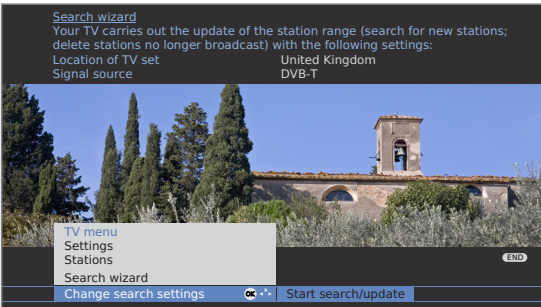 Search wizard
Your TV carries out the update of the station range (search for new stations;
delete stations no longer broadcast) with the following settings:
Location of TV set United Kingdom
Signal source DVB-T
TV menu
Settings
Stations
Search wizard
END
Change search settings OK Start search/update